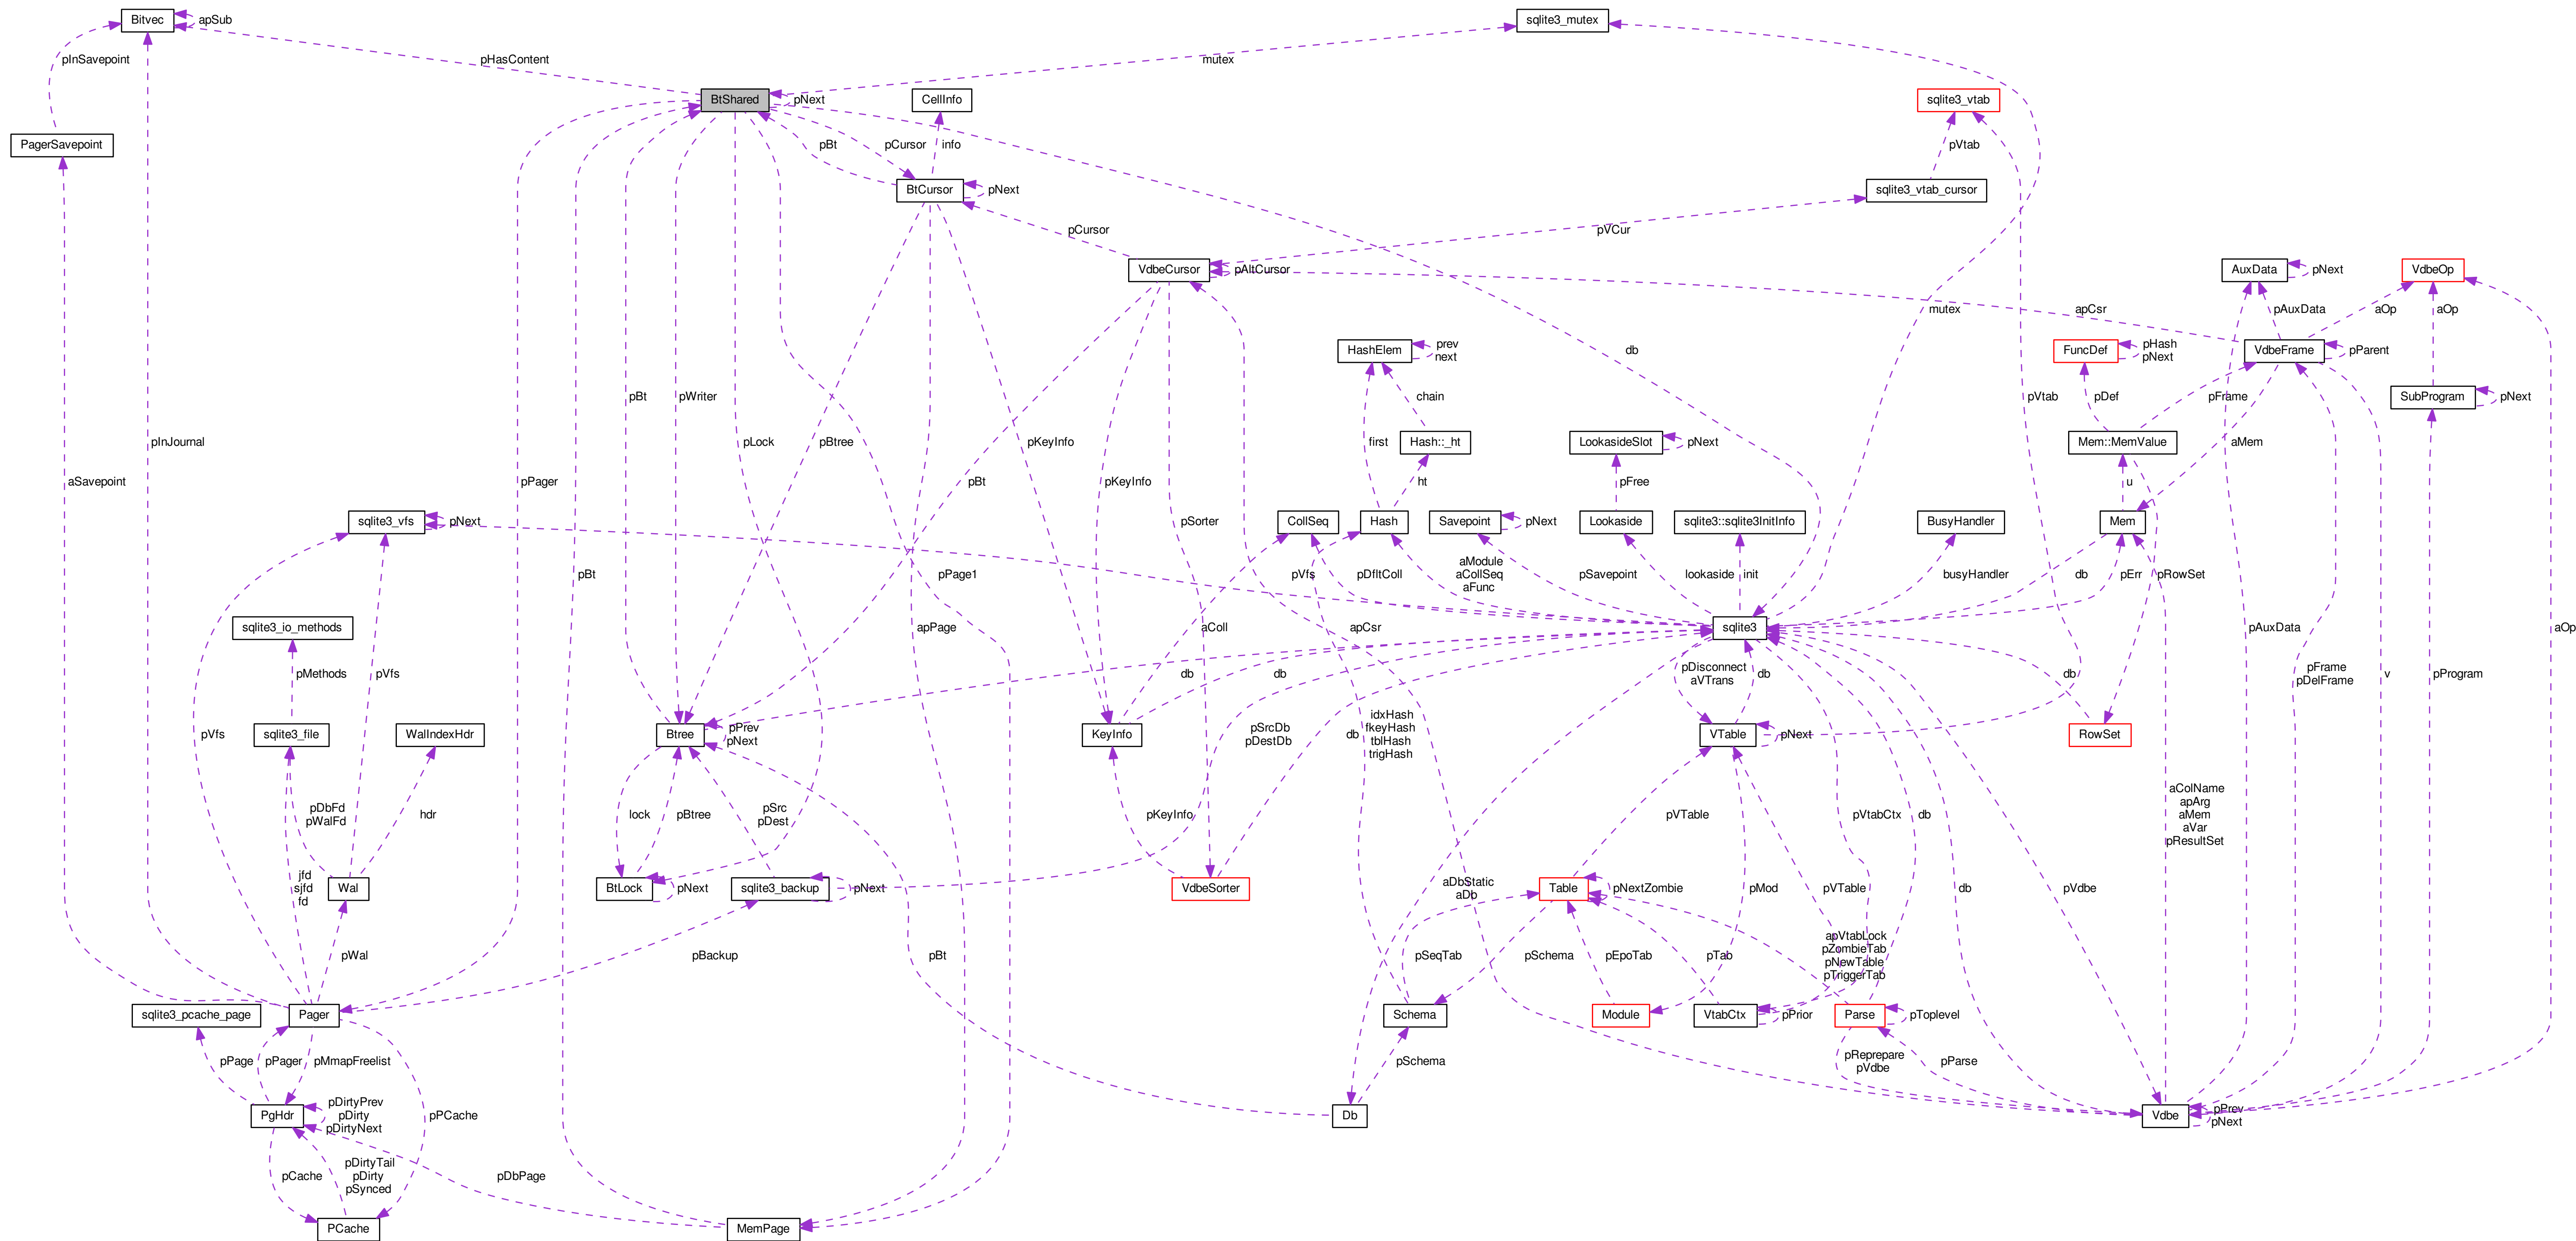 Bitvec
apSub
sqlite3_mutex
pInSavepoint
pHasContent
mutex
BtShared
pNext
CellInfo
sqlite3_vtab
PagerSavepoint
pBt
pCursor
info
pVtab
BtCursor
pNext
sqlite3_vtab_cursor
pCursor
pVCur
VdbeCursor
pAltCursor
AuxData
pNext
VdbeOp
mutex
pAuxData
aOp
aOp
apCsr
HashElem
prev
next
db
FuncDef
pHash
pNext
VdbeFrame
pParent
pBt
pWriter
chain
pVtab
pDef
pFrame
SubProgram
pNext
pInJournal
pLock
pBtree
pKeyInfo
first
Hash::_ht
LookasideSlot
pNext
Mem::MemValue
aMem
aSavepoint
pPager
pBt
pKeyInfo
ht
pFree
u
sqlite3_vfs
pNext
pSorter
CollSeq
Hash
Savepoint
pNext
Lookaside
sqlite3::sqlite3InitInfo
BusyHandler
Mem
pBt
pPage1
pVfs
pDfltColl
aModule
aCollSeq
aFunc
pSavepoint
lookaside
init
busyHandler
db
pErr
pRowSet
sqlite3_io_methods
apPage
aColl
apCsr
sqlite3
pAuxData
aOp
pMethods
pVfs
db
db
pDisconnect
aVTrans
db
db
pFrame
pDelFrame
v
pProgram
pVfs
sqlite3_file
WalIndexHdr
Btree
pPrev
pNext
KeyInfo
pSrcDb
pDestDb
db
idxHash
fkeyHash
tblHash
trigHash
VTable
pNext
RowSet
pDbFd
pWalFd
hdr
lock
pBtree
pSrc
pDest
pKeyInfo
pVTable
pVtabCtx
db
aColName
apArg
aMem
aVar
pResultSet
jfd
sjfd
fd
Wal
BtLock
pNext
sqlite3_backup
pNext
VdbeSorter
aDbStatic
aDb
Table
pNextZombie
pMod
pVTable
db
pVdbe
pWal
pBackup
pBt
pSeqTab
pSchema
pEpoTab
pTab
apVtabLock
pZombieTab
pNewTable
pTriggerTab
sqlite3_pcache_page
Pager
Schema
Module
VtabCtx
pPrior
Parse
pToplevel
pPage
pPager
pMmapFreelist
pSchema
pReprepare
pVdbe
pParse
PgHdr
pDirtyPrev
pDirty
pDirtyNext
pPCache
Db
Vdbe
pPrev
pNext
pCache
pDirtyTail
pDirty
pSynced
pDbPage
PCache
MemPage